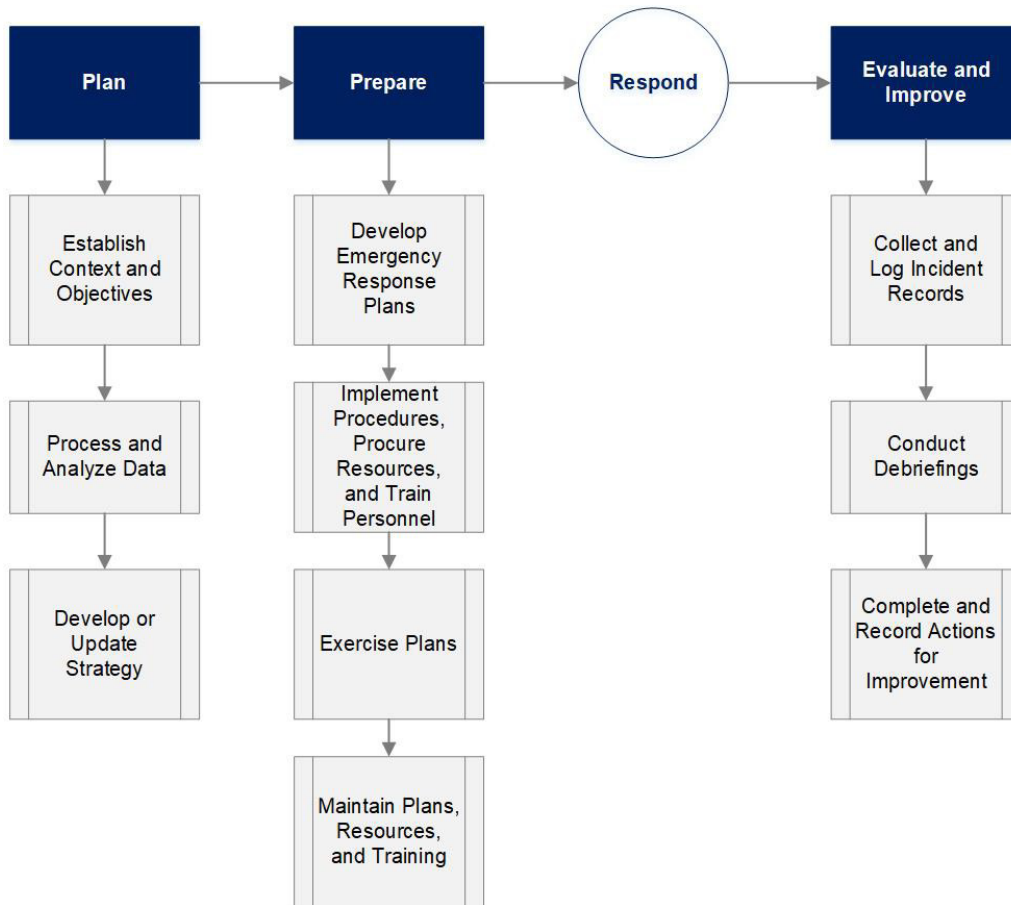 Plan
Prepare
Respond
Evaluate and
Improve
Establish
Context and
Objectives
Process and
Analyze Data
Develop or
Update
Strategy
Develop
Emergency
Response
Plans
Implement
Procedures,
Procure
Resources,
and Train
Personnel
Exercise Plans
Maintain Plans,
Resources,
and Training
Collect and
Log Incident
Records
Conduct
Debriefings
Complete and
Record Actions
for
Improvement